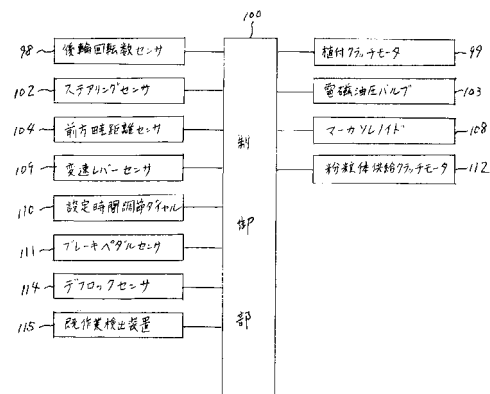 100
98 後輪回転数センサ
102 ステアリングセンサ
104 前方畦距離センサ
109 変速レバーセンサ
110 設定時間調節ダイヤル
111 ブレーキペダルセンサ
114 デフロックセンサ
115 既作業検出装置
制御部
植付クラッチモータ 99
電磁油圧バルブ 103
マーカソレノイド 108
粉粒体供給クラッチモータ 112